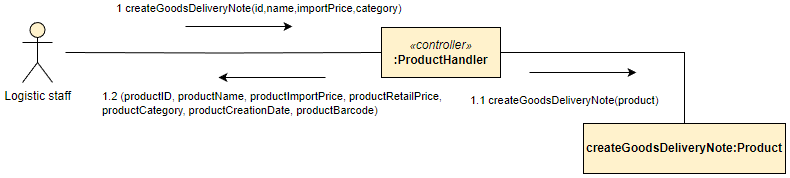 1 createGoodsDeliveryNote(id,name,importPrice,category)
«controller»
:ProductHandler
Logistic staff
1.2 (productID, productName, productImportPrice, productRetailPrice,
productCategory, productCreationDate, productBarcode)
1.1 createGoodsDeliveryNote(product)
createGoodsDeliveryNote:Product